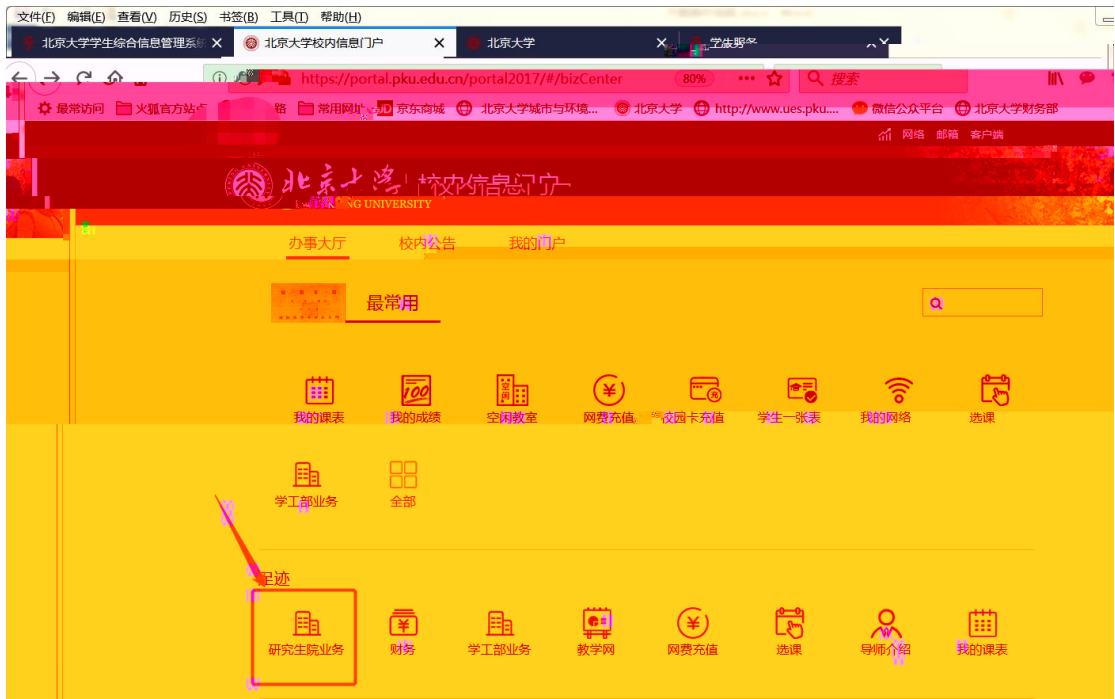 文件(F) 编辑(E) 查看(V) 历史(S) 书签(B) 工具(T) 帮助(H)
北京大学学生综合信息管理系统 北京大学校内信息门户 北京大学
https://portal.pku.edu.cn/portal2017/#/bizCenter 80% 搜索
最常访问 火狐官方站点 常用网址 JD 京东商城 北京大学城市与环境... 北京大学 http://www.ues.pku.... 微信公众平台 北京大学财务部
网络 邮箱 客户端
北京大学 校内信息门户
UNIVERSITY
办事大厅 校内公告 我的门户
最常用
我的课表 我的成绩 空闲教室 网费充值 校园卡充值 学生一张表 我的网络 选课
学工部业务 全部
足迹
研究生院业务 财务 学工部业务 教学网 网费充值 选课 导师介绍 我的课表